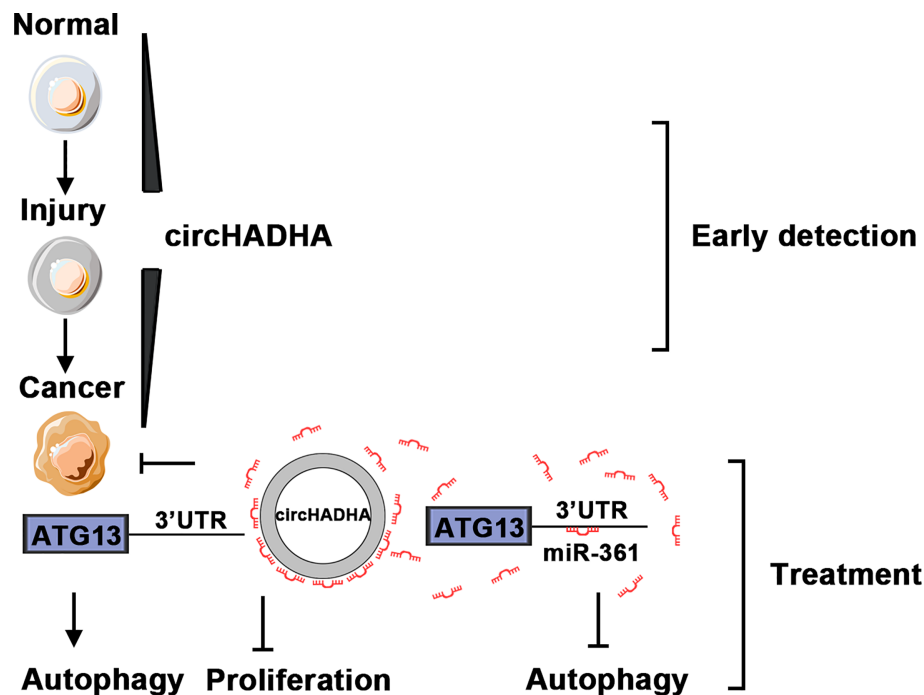 Normal
Injury
circHADHA
Early detection
Cancer
ATG13
3’UTR
circHADHA
ATG13
3’UTR
miR-361
Treatment
Autophagy
Proliferation
Autophagy